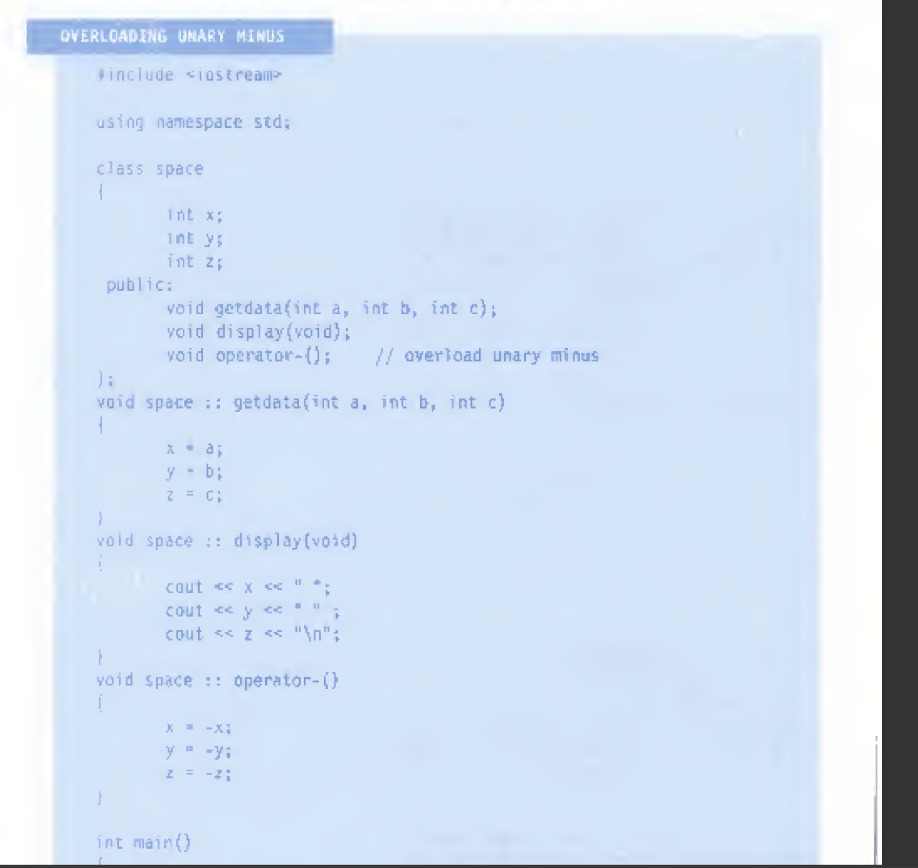 OVERLOADING UNARY MINUS
#include <iostream>
using namespace std;
class space
{
int x;
int y;
int z;
public:
void getdata(int a, int b, int c);
void display(void);
void operator-(); // overload unary minus
};
void space :: getdata(int a, int b, int c)
{
x = a;
y = b;
z = c;
}
void space :: display(void)
{
cout << x << " ";
cout << y << " " ;
cout << z << "\n";
}
void space :: operator-()
{
x = -x;
y = -y;
z = -z;
}
int main()
{